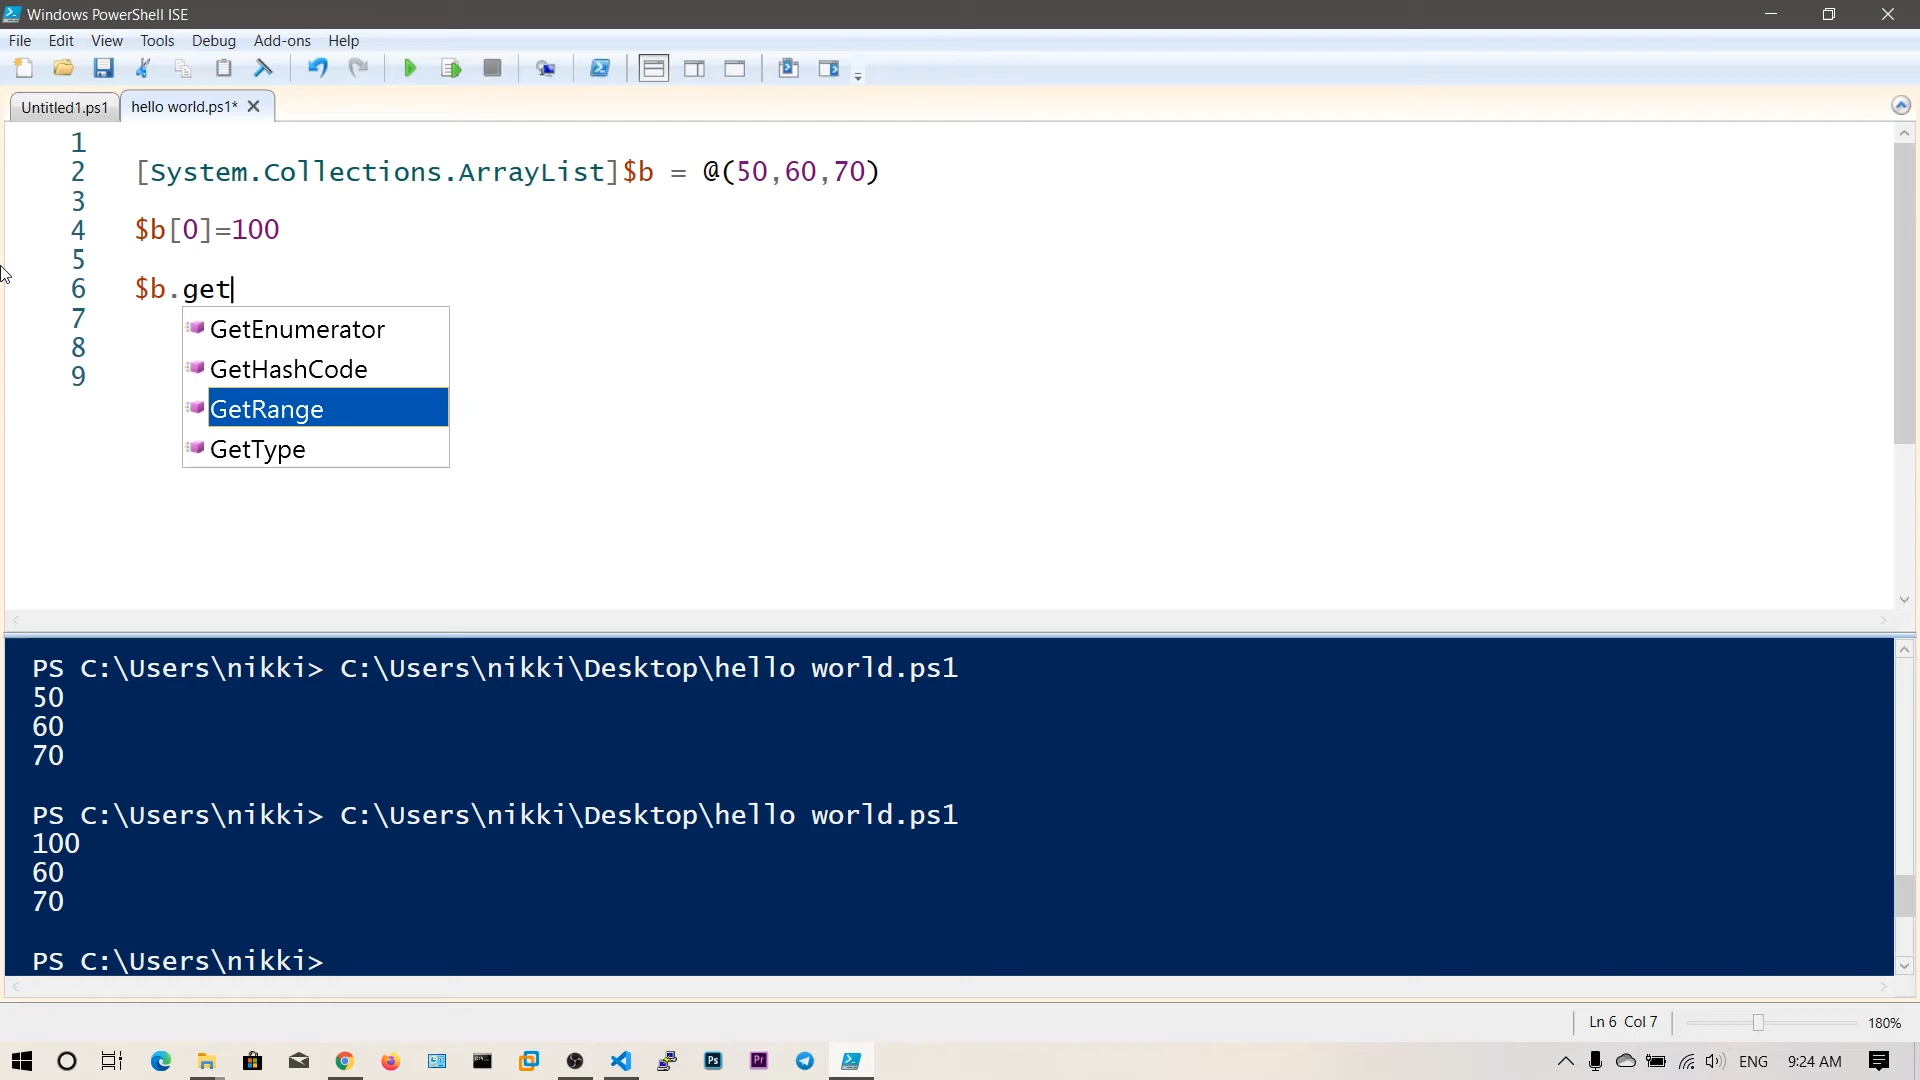 Windows PowerShell ISE
File Edit View Tools Debug Add-ons Help
Untitled1.ps1 hello world.ps1*
1
2 [System.Collections.ArrayList]$b = @(50,60,70)
3
4 $b[0]=100
5
6 $b.get
7
8
9
GetEnumerator
GetHashCode
GetRange
GetType
PS C:\Users\nikki> C:\Users\nikki\Desktop\hello world.ps1
50
60
70
PS C:\Users\nikki> C:\Users\nikki\Desktop\hello world.ps1
100
60
70
PS C:\Users\nikki>
Ln 6 Col 7 180%
Ps Pr ENG 9:24 AM